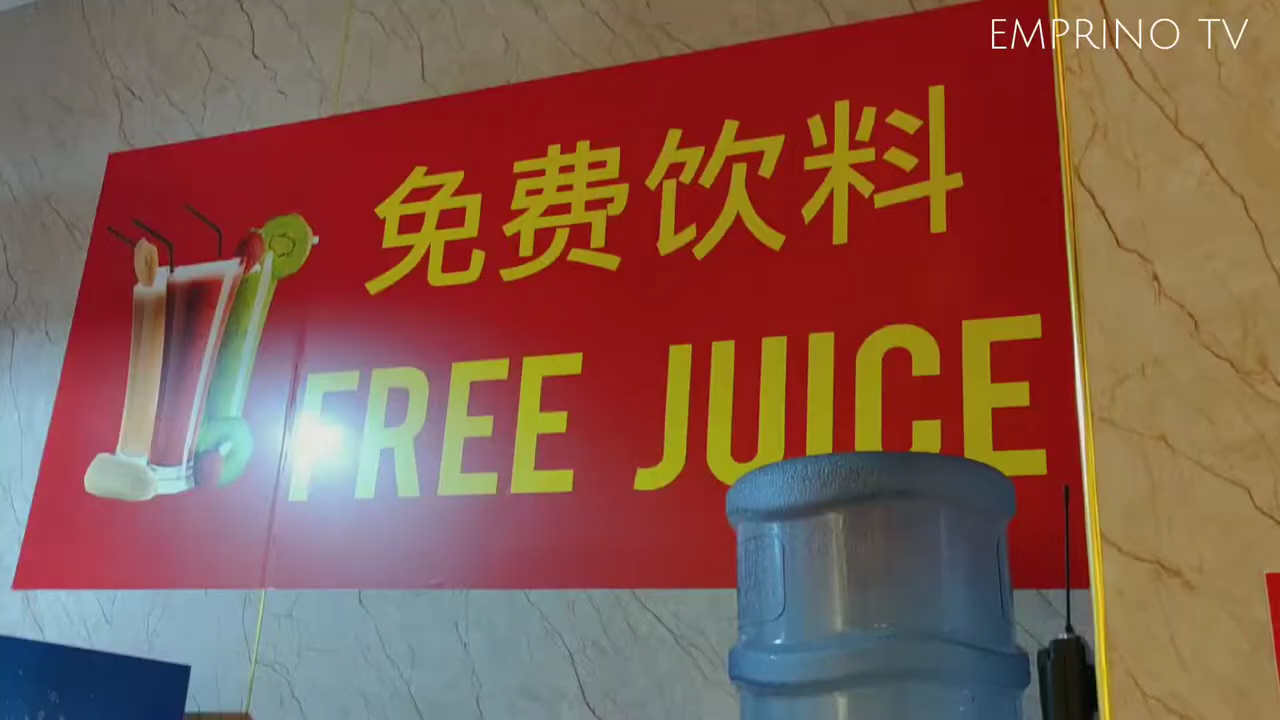 EMPRINO TV
免费饮料
FREE JUICE